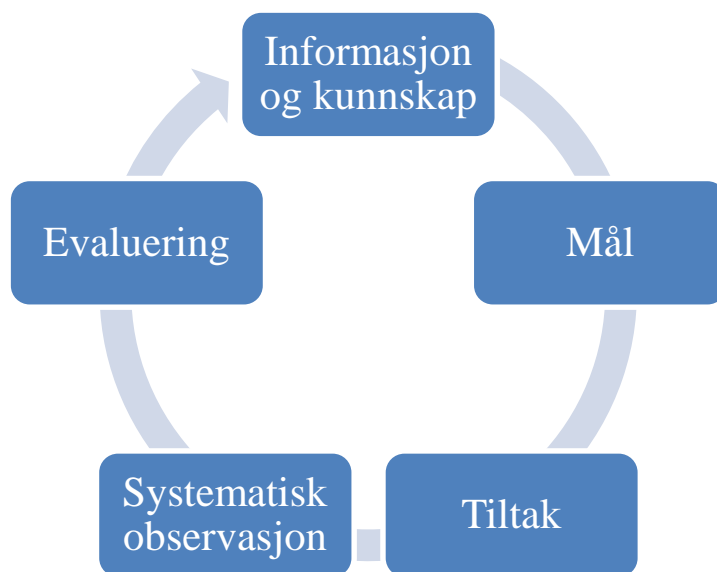 Informasjon
og kunnskap
Mål
Tiltak
Systematisk
observasjon
Evaluering